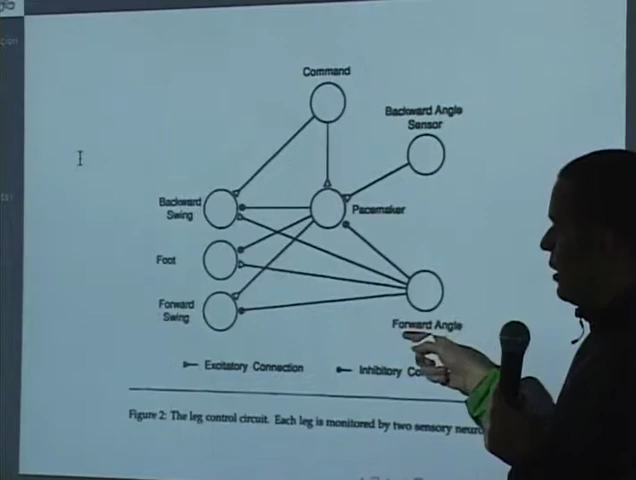 Command
Backward Angle
Sensor
Backward
Swing
Pacemaker
Foot
Forward
Swing
Forward Angle
Excitatory Connection
Inhibitory
Figure 2: The leg control circuit. Each leg is monitored by two sensory